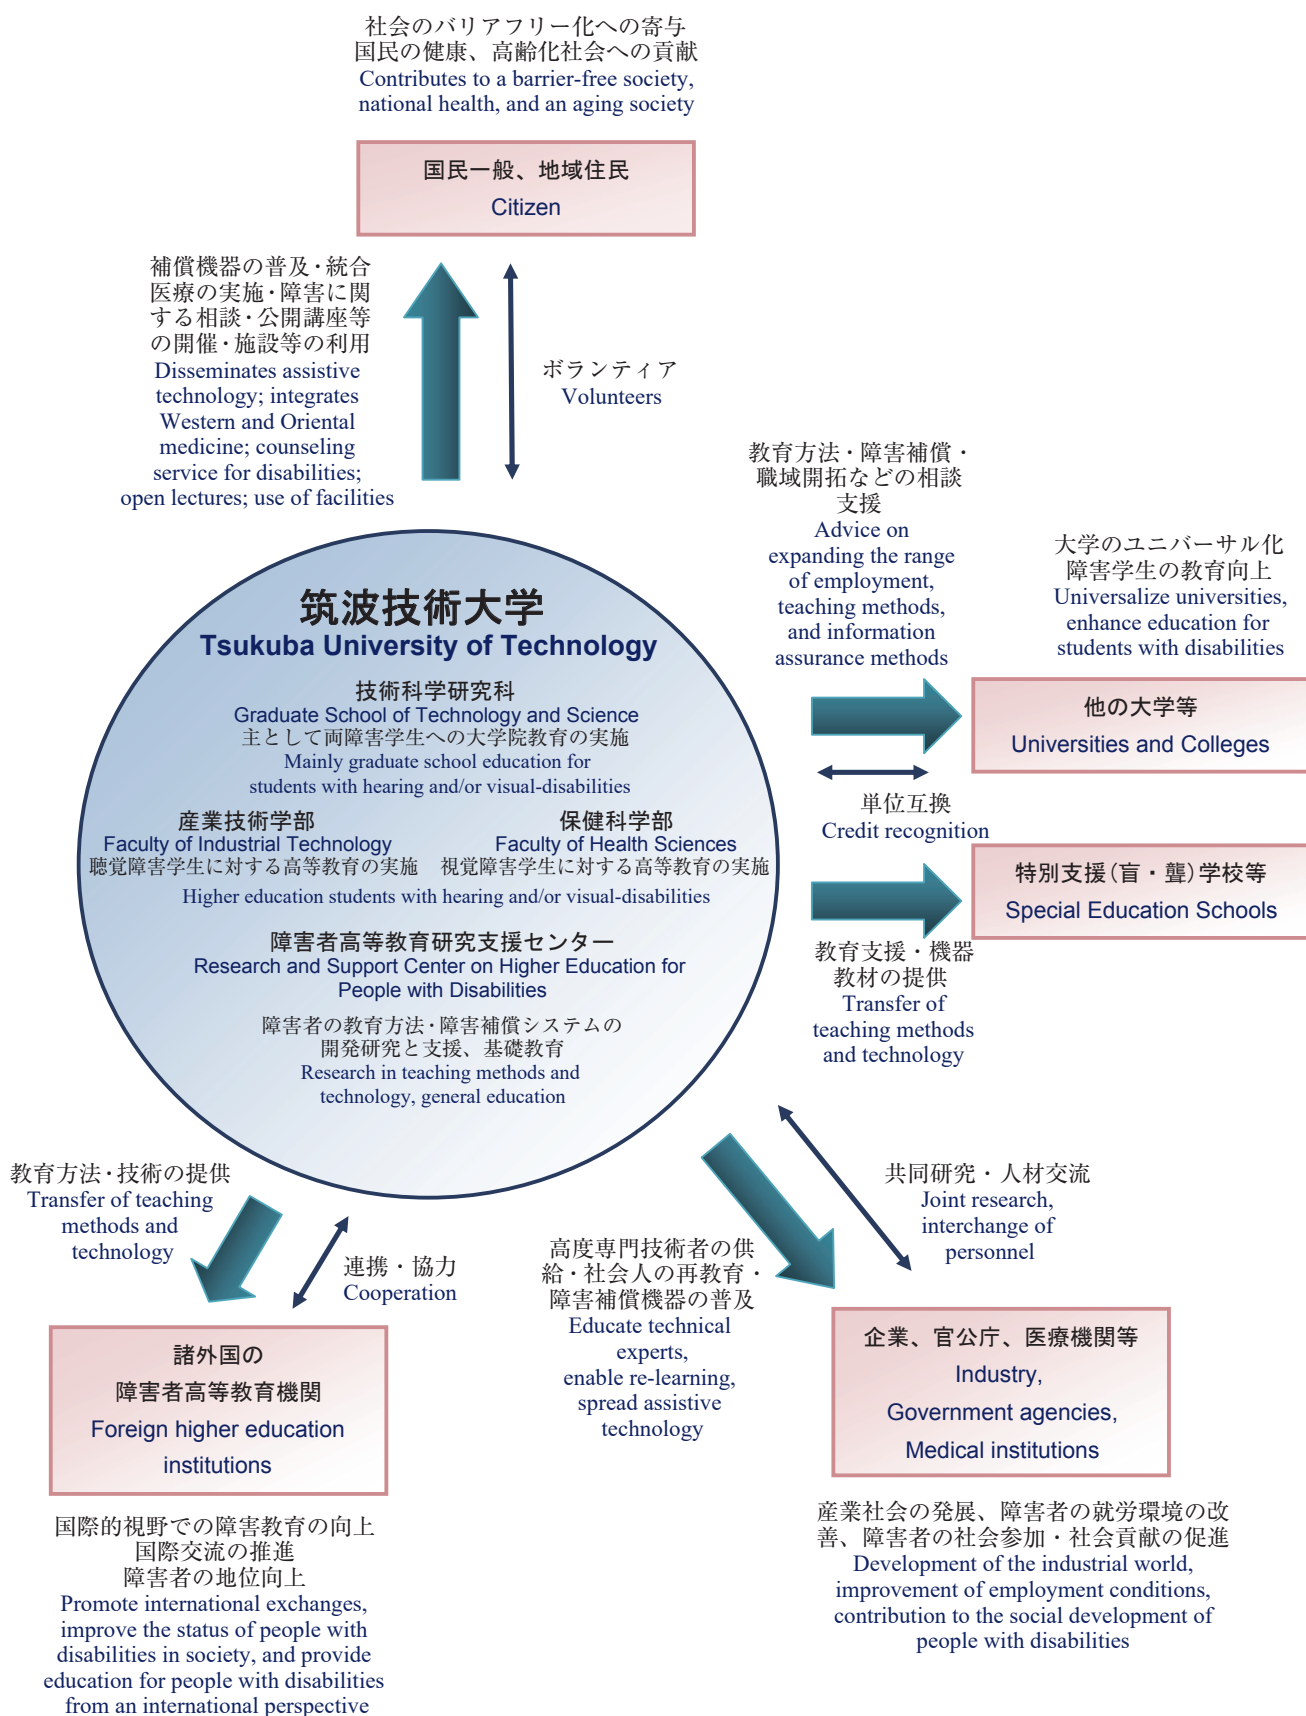 社会のバリアフリー化への寄与
国民の健康、高齢化社会への貢献
Contributes to a barrier-free society,
national health, and an aging society
国民一般、地域住民
Citizen
補償機器の普及・統合
医療の実施・障害に関
する相談・公開講座等
の開催・施設等の利用
Disseminates assistive
technology; integrates
Western and Oriental
medicine; counseling
service for disabilities;
open lectures; use of facilities
ボランティア
Volunteers
教育方法・障害補償・
職域開拓などの相談
支援
Advice on
expanding the range
of employment,
teaching methods,
and information
assurance methods
大学のユニバーサル化
障害学生の教育向上
Universalize universities,
enhance education for
students with disabilities
筑波技術大学
Tsukuba University of Technology
技術科学研究科
Graduate School of Technology and Science
主として両障害学生への大学院教育の実施
Mainly graduate school education for
students with hearing and/or visual-disabilities
産業技術学部
Faculty of Industrial Technology
聴覚障害学生に対する高等教育の実施
保健科学部
Faculty of Health Sciences
視覚障害学生に対する高等教育の実施
Higher education students with hearing and/or visual-disabilities
障害者高等教育研究支援センター
Research and Support Center on Higher Education for
People with Disabilities
障害者の教育方法・障害補償システムの
開発研究と支援、基礎教育
Research in teaching methods and
technology, general education
他の大学等
Universities and Colleges
単位互換
Credit recognition
特別支援（盲・聾）学校等
Special Education Schools
教育支援・機器
教材の提供
Transfer of
teaching methods
and technology
教育方法・技術の提供
Transfer of teaching
methods and
technology
連携・協力
Cooperation
高度専門技術者の供
給・社会人の再教育・
障害補償機器の普及
Educate technical
experts,
enable re-learning,
spread assistive
technology
共同研究・人材交流
Joint research,
interchange of
personnel
諸外国の
障害者高等教育機関
Foreign higher education
institutions
国際的視野での障害教育の向上
国際交流の推進
障害者の地位向上
Promote international exchanges,
improve the status of people with
disabilities in society, and provide
education for people with disabilities
from an international perspective
企業、官公庁、医療機関等
Industry,
Government agencies,
Medical institutions
産業社会の発展、障害者の就労環境の改
善、障害者の社会参加・社会貢献の促進
Development of the industrial world,
improvement of employment conditions,
contribution to the social development of
people with disabilities